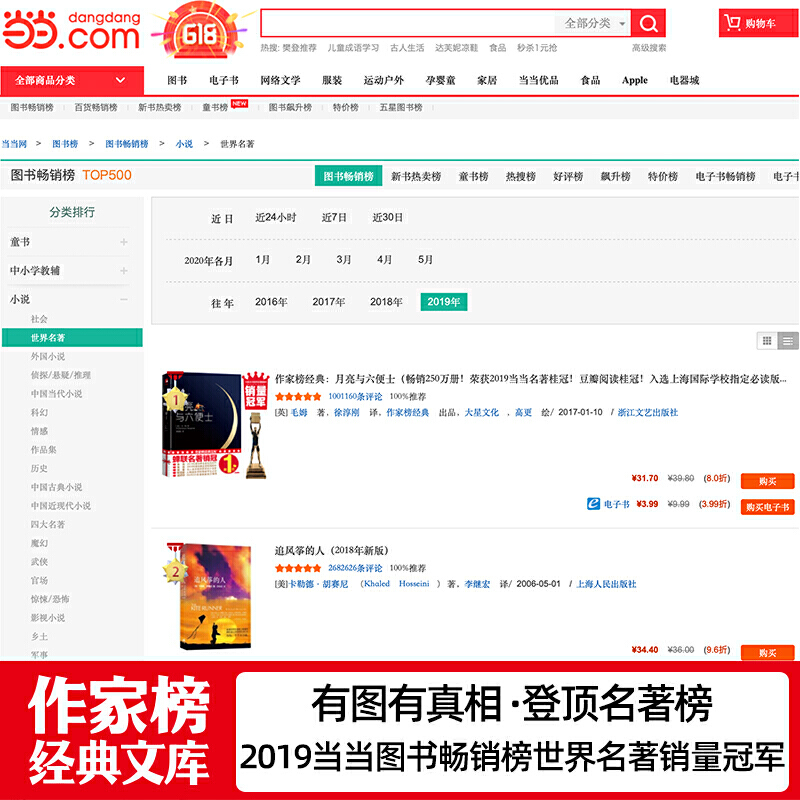 dangdang
当当.com
618
全部分类
购物车
热搜: 樊登推荐 儿童成语学习 古人生活 达芙妮凉鞋 食品 秒杀1元抢
高级搜索
全部商品分类 图书 电子书 网络文学 服装 运动户外 孕婴童 家居 当当优品 食品 Apple 电器城
图书畅销榜 百货畅销榜 新书热卖榜 童书榜 NEW 图书飙升榜 特价榜 五星图书榜
当当网 > 图书榜 > 图书畅销榜 > 小说 > 世界名著
图书畅销榜 TOP500
图书畅销榜 新书热卖榜 童书榜 热搜榜 好评榜 飙升榜 特价榜 电子书畅销榜 电子书
分类排行
童书
中小学教辅
小说
社会
世界名著
外国小说
侦探/悬疑/推理
中国当代小说
科幻
情感
作品集
历史
中国古典小说
中国近现代小说
四大名著
魔幻
武侠
官场
惊悚/恐怖
影视小说
乡土
军事
近日 近24小时 近7日 近30日
2020年各月 1月 2月 3月 4月 5月
往年 2016年 2017年 2018年 2019年
1
月亮与六便士
销量冠军
作家榜经典：月亮与六便士（畅销250万册！荣获2019当当名著桂冠！豆瓣阅读桂冠！入选上海国际学校指定必读版...
1001160条评论 100%推荐
[英]毛姆 著，徐淳刚 译，作家榜经典 出品，大星文化 ，高更 绘/ 2017-01-10 / 浙江文艺出版社
¥31.70 ¥39.80 (8.0折) 购买
电子书 ¥3.99 ¥9.99 (3.99折) 购买电子书
2
追风筝的人
追风筝的人（2018年新版）
2682626条评论 100%推荐
[美]卡勒德·胡赛尼 （Khaled Hosseini ）著，李继宏 译/ 2006-05-01 / 上海人民出版社
¥34.40 ¥36.00 (9.6折) 购买
作家榜
经典文库
有图有真相·登顶名著榜
2019当当图书畅销榜世界名著销量冠军